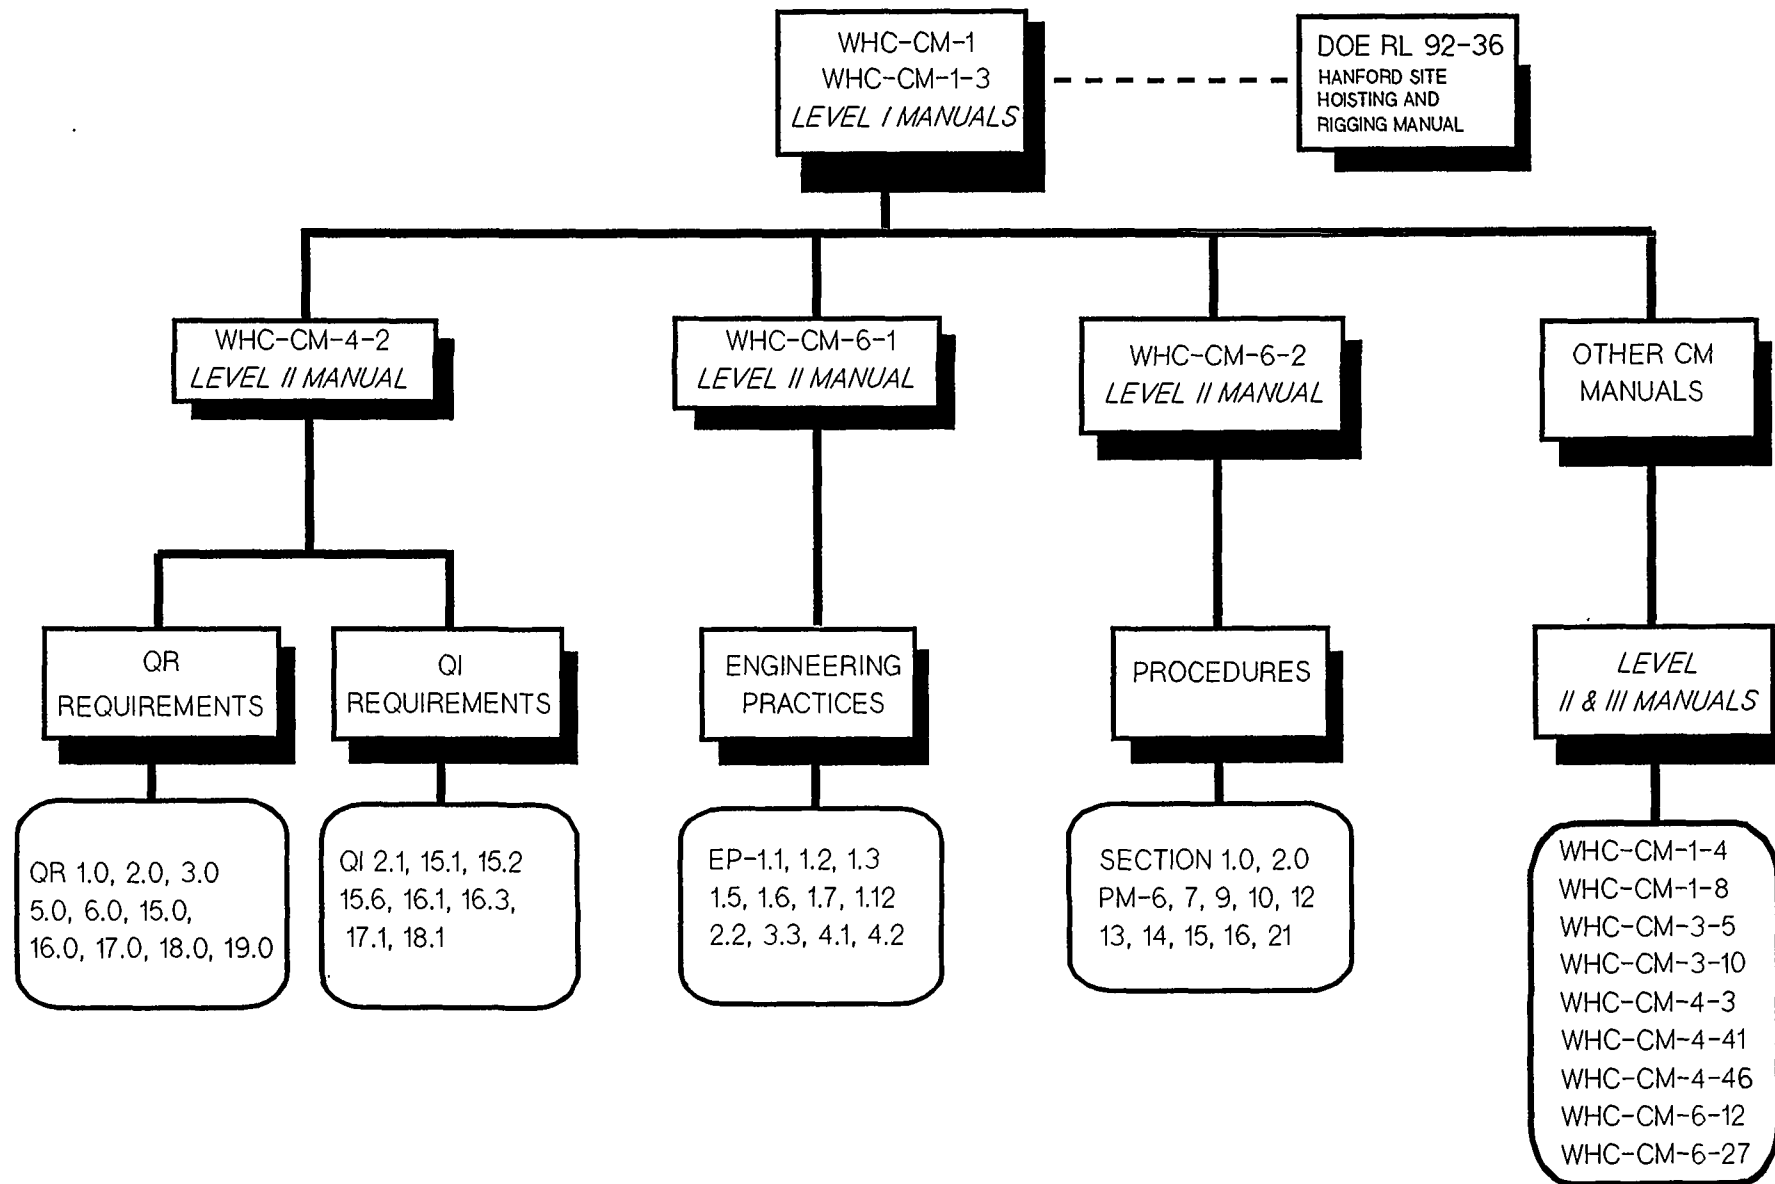 WHC-CM-1
WHC-CM-1-3
LEVEL I MANUALS
DOE RL 92-36
HANFORD SITE
HOISTING AND
RIGGING MANUAL
WHC-CM-4-2
LEVEL II MANUAL
WHC-CM-6-1
LEVEL II MANUAL
WHC-CM-6-2
LEVEL II MANUAL
OTHER CM
MANUALS
QR
REQUIREMENTS
QI
REQUIREMENTS
ENGINEERING
PRACTICES
PROCEDURES
LEVEL
II & III MANUALS
QR 1.0, 2.0, 3.0
5.0, 6.0, 15.0,
16.0, 17.0, 18.0, 19.0
QI 2.1, 15.1, 15.2
15.6, 16.1, 16.3,
17.1, 18.1
EP-1.1, 1.2, 1.3
1.5, 1.6, 1.7, 1.12
2.2, 3.3, 4.1, 4.2
SECTION 1.0, 2.0
PM-6, 7, 9, 10, 12
13, 14, 15, 16, 21
WHC-CM-1-4
WHC-CM-1-8
WHC-CM-3-5
WHC-CM-3-10
WHC-CM-4-3
WHC-CM-4-41
WHC-CM-4-46
WHC-CM-6-12
WHC-CM-6-27